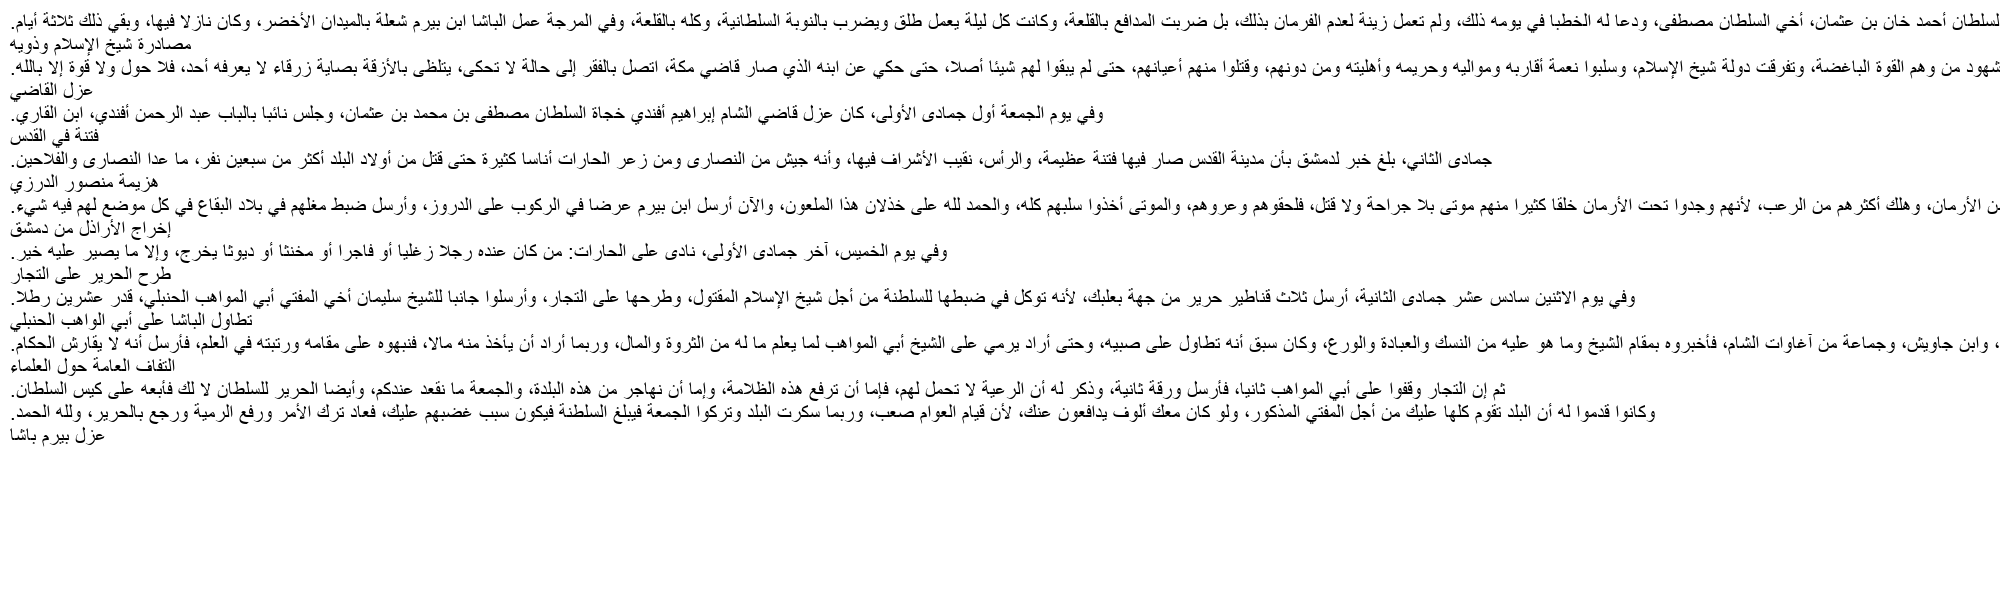 لسلطان أحمد خان بن عثمان، أخي السلطان مصطفى، ودعا له الخطبا في يومه ذلك، ولم تعمل زينة لعدم الفرمان بذلك، بل ضربت المدافع بالقلعة، وكانت كل ليلة يعمل طلق ويضرب بالنوبة السلطانية، وكله بالقلعة، وفي المرجة عمل الباشا ابن بيرم شعلة بالميدان الأخضر، وكان نازلا فيها، وبقي ذلك ثلاثة أيام.
مصادرة شيخ الإسلام وذويه
شهود من وهم القوة الباغضة، وتفرقت دولة شيخ الإسلام، وسلبوا نعمة أقاربه ومواليه وحريمه وأهليته ومن دونهم، وقتلوا منهم أعيانهم، حتى لم يبقوا لهم شيئا أصلا، حتى حكي عن ابنه الذي صار قاضي مكة، اتصل بالفقر إلى حالة لا تحكى، يتلظى بالأزقة بصاية زرقاء لا يعرفه أحد، فلا حول ولا قوة إلا بالله.
عزل القاضي
وفي يوم الجمعة أول جمادى الأولى، كان عزل قاضي الشام إبراهيم أفندي خجاة السلطان مصطفى بن محمد بن عثمان، وجلس نائبا بالباب عبد الرحمن أفندي، ابن القاري.
فتنة في القدس
جمادى الثاني، بلغ خبر لدمشق بأن مدينة القدس صار فيها فتنة عظيمة، والرأس، نقيب الأشراف فيها، وأنه جيش من النصارى ومن زعر الحارات أناسا كثيرة حتى قتل من أولاد البلد أكثر من سبعين نفر، ما عدا النصارى والفلاحين.
هزيمة منصور الدرزي
ن الأرمان، وهلك أكثرهم من الرعب، لأنهم وجدوا تحت الأرمان خلقا كثيرا منهم موتى بلا جراحة ولا قتل، فلحقوهم وعروهم، والموتى أخذوا سلبهم كله، والحمد لله على خذلان هذا الملعون، والآن أرسل ابن بيرم عرضا في الركوب على الدروز، وأرسل ضبط مغلهم في بلاد البقاع في كل موضع لهم فيه شيء.
إخراج الأراذل من دمشق
وفي يوم الخميس، آخر جمادى الأولى، نادى على الحارات: من كان عنده رجلا زغليا أو فاجرا أو مخنثا أو ديوثا يخرج، وإلا ما يصير عليه خير.
طرح الحرير على التجار
وفي يوم الاثنين سادس عشر جمادى الثانية، أرسل ثلاث قناطير حرير من جهة بعلبك، لأنه توكل في ضبطها للسلطنة من أجل شيخ الإسلام المقتول، وطرحها على التجار، وأرسلوا جانبا للشيخ سليمان أخي المفتي أبي المواهب الحنبلي، قدر عشرين رطلا.
تطاول الباشا على أبي الواهب الحنبلي
، وابن جاويش، وجماعة من آغاوات الشام، فأخبروه بمقام الشيخ وما هو عليه من النسك والعبادة والورع، وكان سبق أنه تطاول على صبيه، وحتى أراد يرمي على الشيخ أبي المواهب لما يعلم ما له من الثروة والمال، وربما أراد أن يأخذ منه مالا، فنبهوه على مقامه ورتبته في العلم، فأرسل أنه لا يقارش الحكام.
التفاف العامة حول العلماء
ثم إن التجار وقفوا على أبي المواهب ثانيا، فأرسل ورقة ثانية، وذكر له أن الرعية لا تحمل لهم، فإما أن ترفع هذه الظلامة، وإما أن نهاجر من هذه البلدة، والجمعة ما نقعد عندكم، وأيضا الحرير للسلطان لا لك فأبعه على كيس السلطان.
وكانوا قدموا له أن البلد تقوم كلها عليك من أجل المفتي المذكور، ولو كان معك ألوف يدافعون عنك، لأن قيام العوام صعب، وربما سكرت البلد وتركوا الجمعة فيبلغ السلطنة فيكون سبب غضبهم عليك، فعاد ترك الأمر ورفع الرمية ورجع بالحرير، ولله الحمد.
عزل بيرم باشا